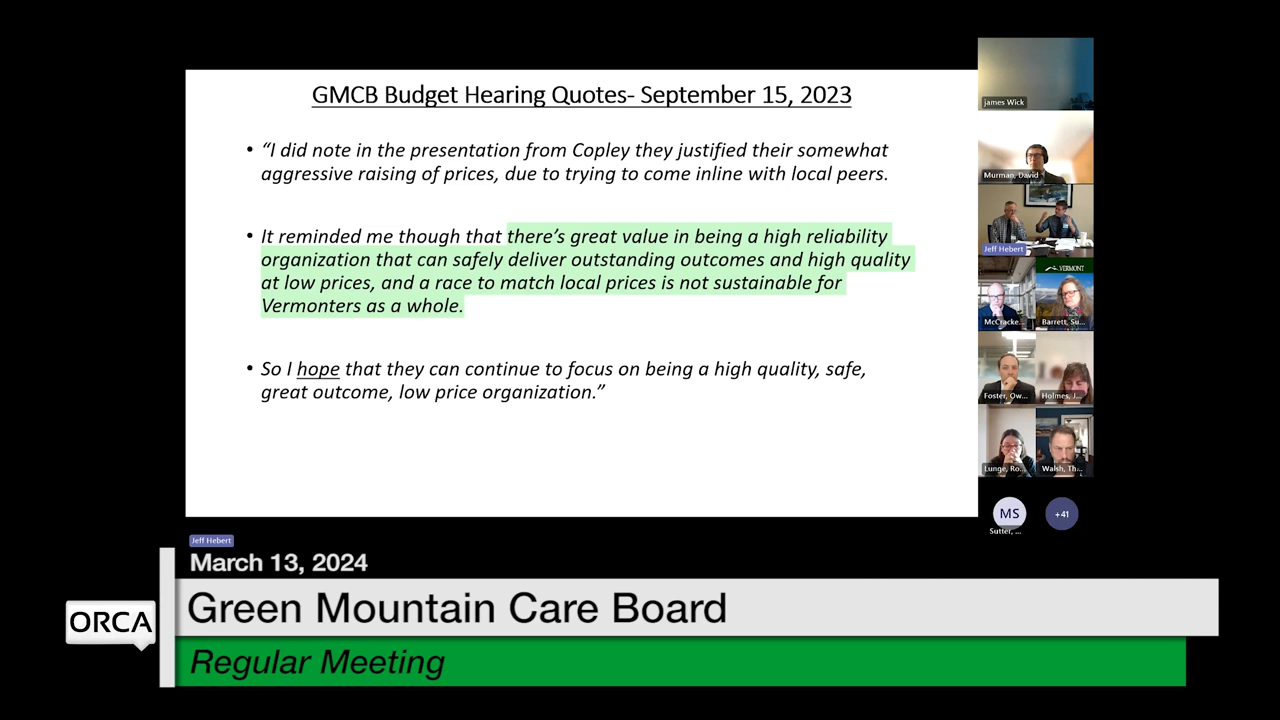 GMCB Budget Hearing Quotes- September 15, 2023
• “I did note in the presentation from Copley they justified their somewhat
aggressive raising of prices, due to trying to come inline with local peers.
• It reminded me though that there’s great value in being a high reliability
organization that can safely deliver outstanding outcomes and high quality
at low prices, and a race to match local prices is not sustainable for
Vermonters as a whole.
• So I hope that they can continue to focus on being a high quality, safe,
great outcome, low price organization.”
james Wick
Murman, David
Jeff Hebert
VERMONT
McCracke...
Barrett, Su...
Foster, Ow...
Holmes, J...
Lunge, Ro...
Walsh, Th...
MS
+41
Sutter, ...
Jeff Hebert
March 13, 2024
Green Mountain Care Board
ORCA
Regular Meeting